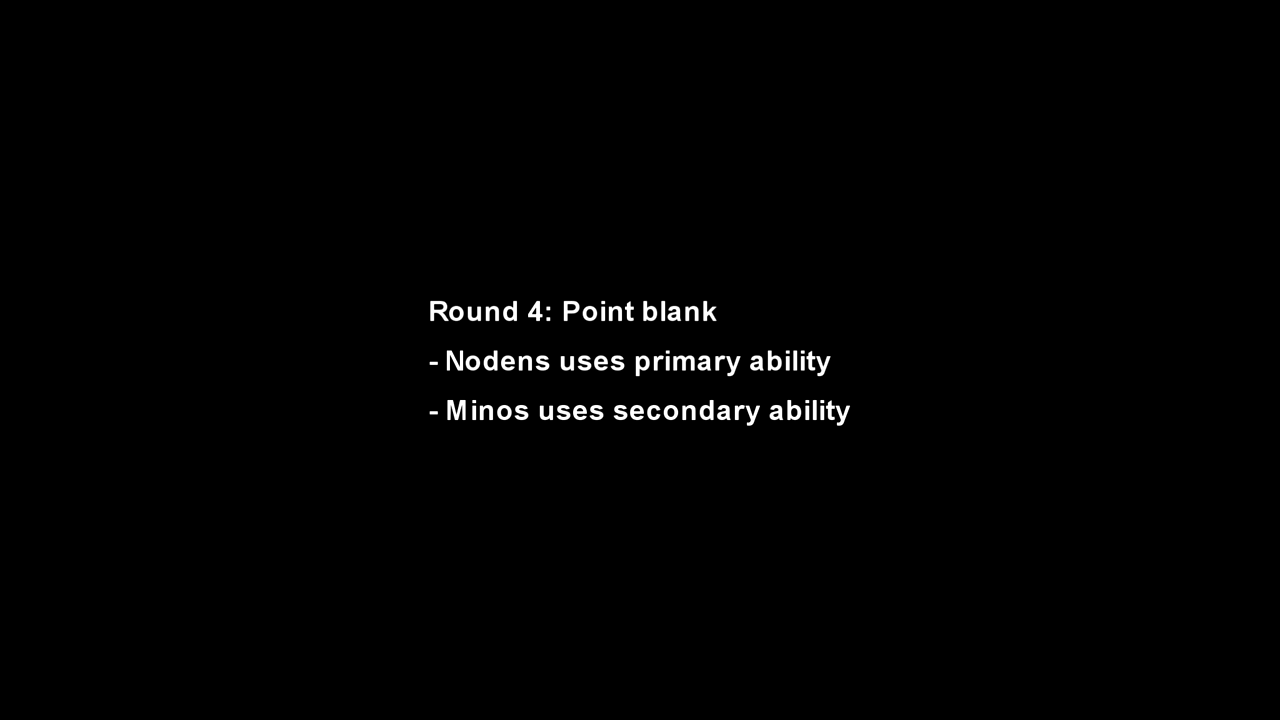 Round 4: Point blank
- Nodens uses primary ability
- Minos uses secondary ability